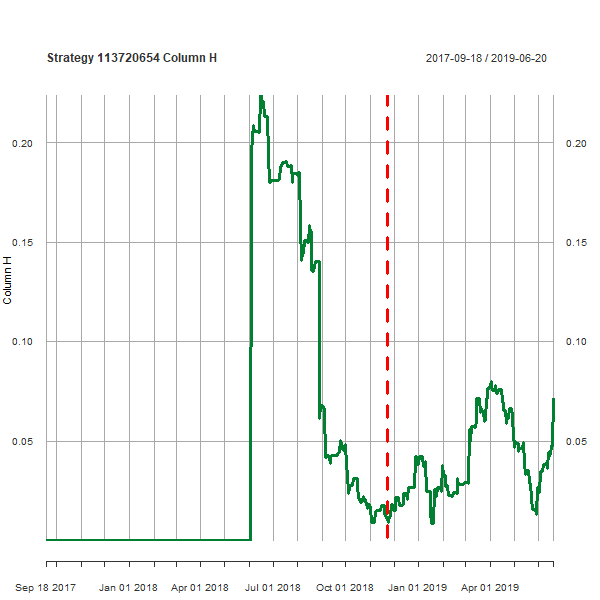 Strategy 113720654 Column H
2017-09-18 / 2019-06-20
0.20
0.20
0.15
0.15
Column H
0.10
0.10
0.05
0.05
Sep 18 2017
Jan 01 2018
Apr 01 2018
Jul 01 2018
Oct 01 2018
Jan 01 2019
Apr 01 2019